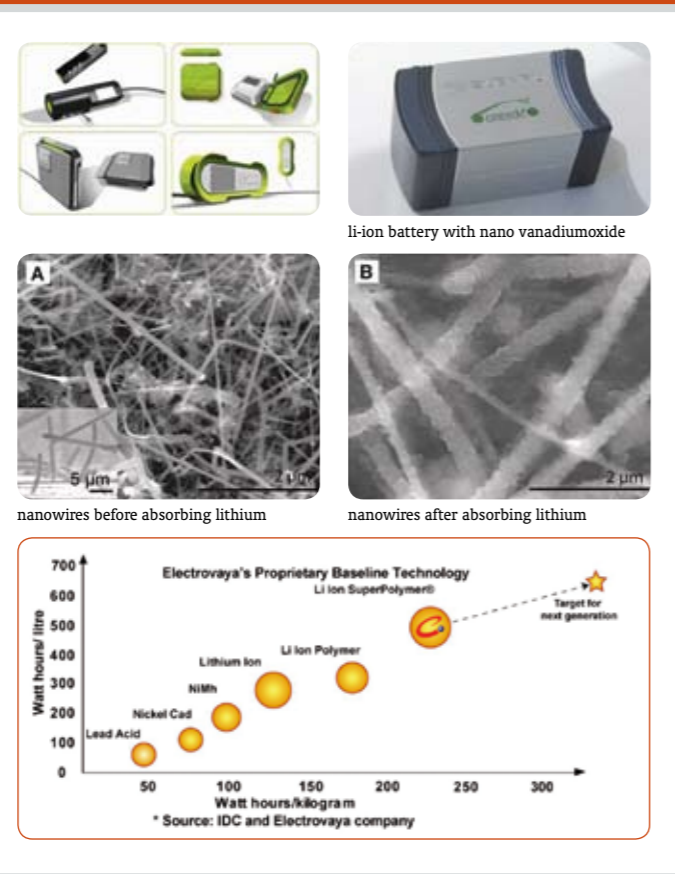 li-ion battery with nano vanadiumoxide
A
5 µm
2 µm
B
2 µm
nanowires before absorbing lithium
nanowires after absorbing lithium
Electrovaya's Proprietary Baseline Technology
Li Ion SuperPolymer®
Target for
next generation
Li Ion Polymer
Lithium Ion
NiMh
Nickel Cad
Lead Acid
Watt hours/ litre
700
600
500
400
300
200
100
0
50 100 150 200 250 300
Watt hours/kilogram
* Source: IDC and Electrovaya company